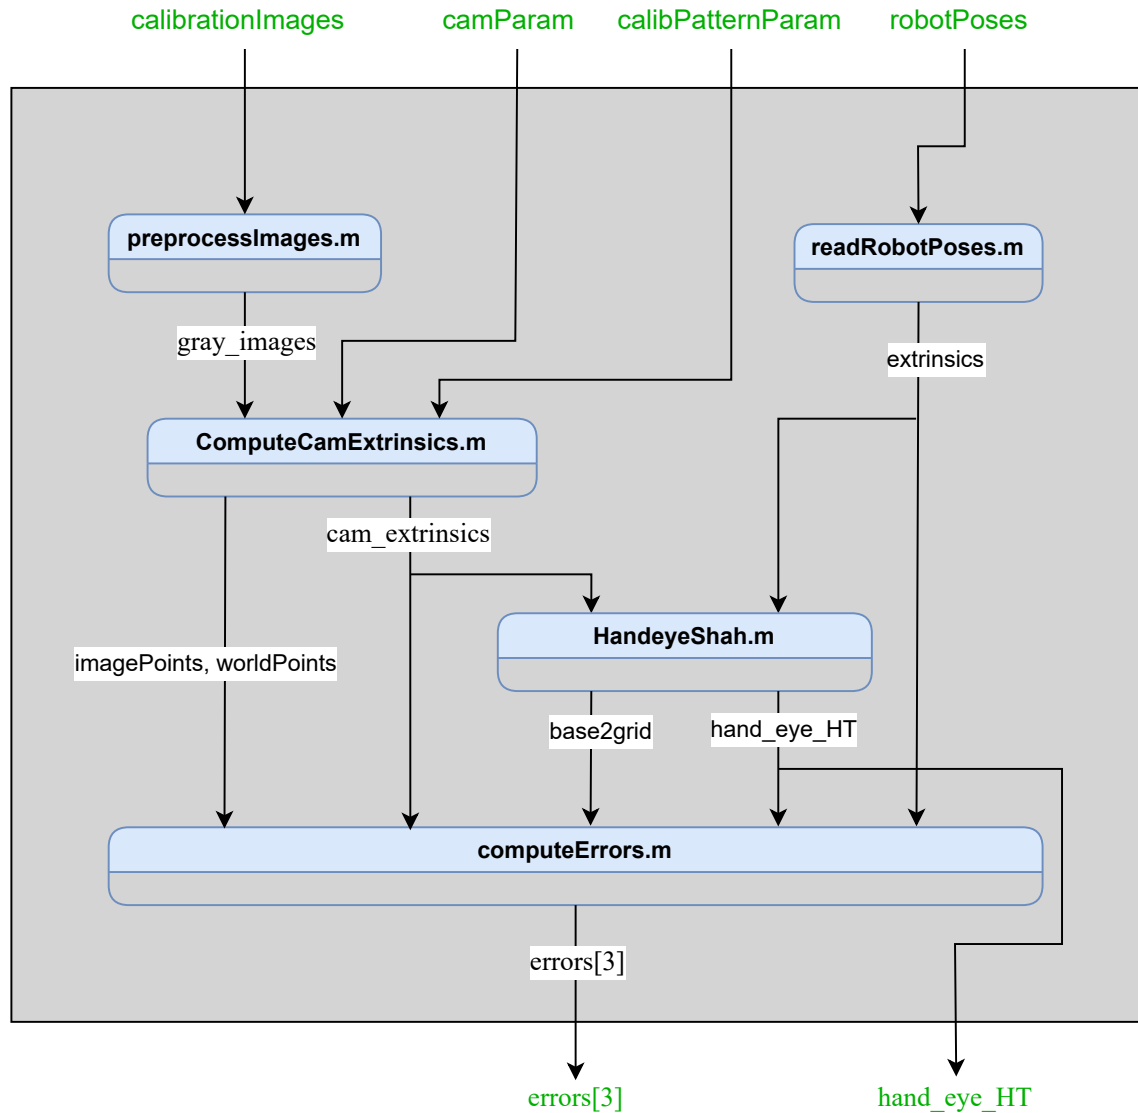 calibrationImages camParam calibPatternParam robotPoses
preprocessImages.m
readRobotPoses.m
gray_images
extrinsics
ComputeCamExtrinsics.m
cam_extrinsics
HandeyeShah.m
imagePoints, worldPoints
base2grid hand_eye_HT
computeErrors.m
errors[3]
errors[3] hand_eye_HT